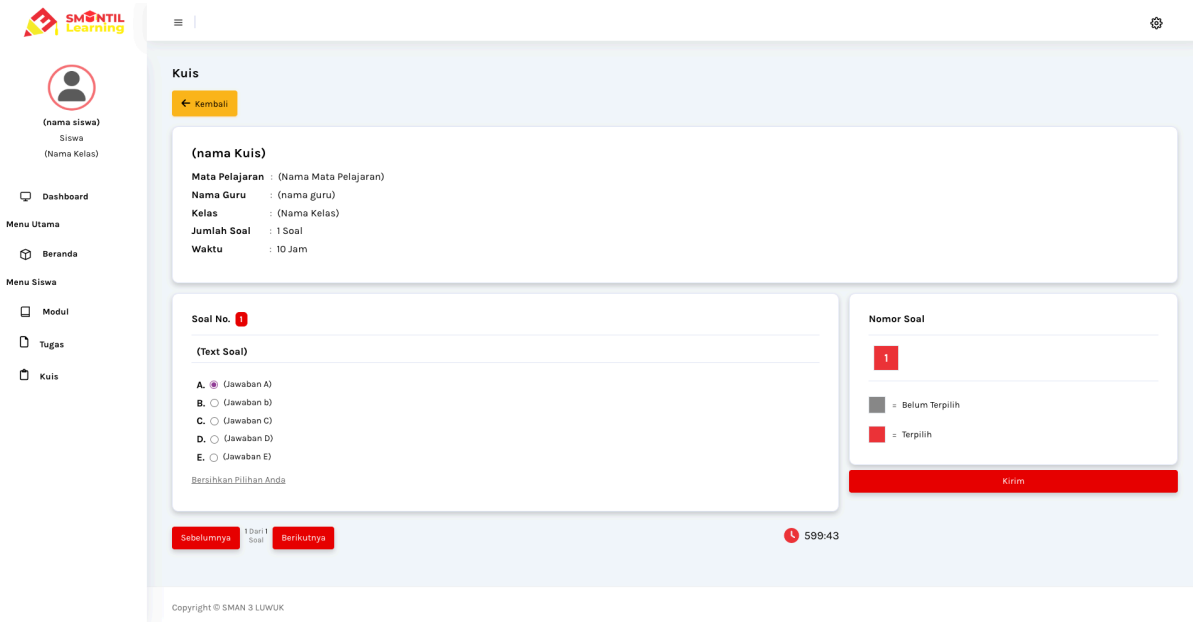 SMANTIL
Learning
(nama siswa)
Siswa
(Nama Kelas)
Dashboard
Menu Utama
Beranda
Menu Siswa
Modul
Tugas
Kuis
Kuis
← Kembali
(nama Kuis)
Mata Pelajaran : (Nama Mata Pelajaran)
Nama Guru : (nama guru)
Kelas : (Nama Kelas)
Jumlah Soal : 1 Soal
Waktu : 10 Jam
Soal No. 1
(Text Soal)
A. (Jawaban A)
B. (Jawaban b)
C. (Jawaban C)
D. (Jawaban D)
E. (Jawaban E)
Bersihkan Pilihan Anda
Nomor Soal
1
= Belum Terpilih
= Terpilih
Kirim
Sebelumnya
1 Dari 1
Soal
Berikutnya
599:43
Copyright © SMAN 3 LUWUK